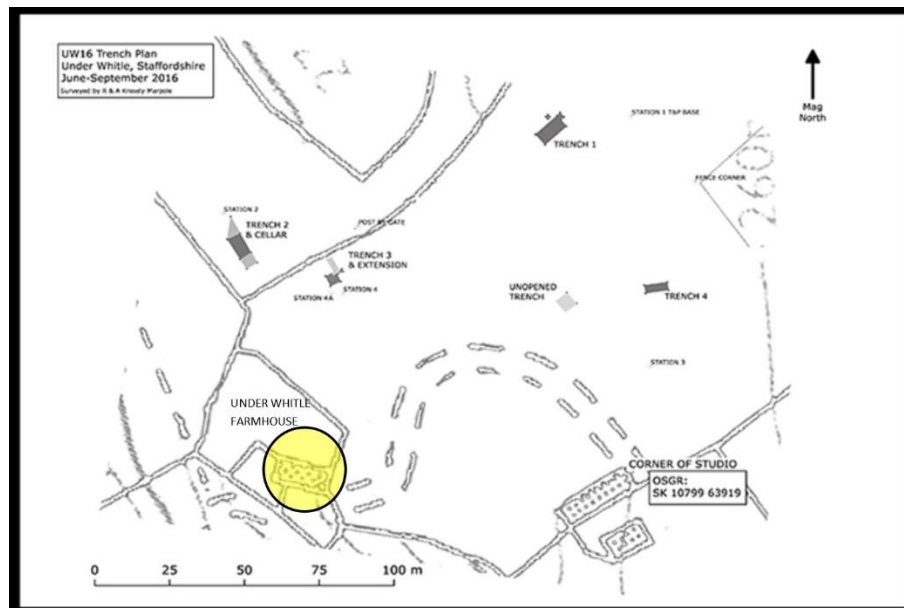 UW16 Trench Plan
Under Whitle, Staffordshire
June-September 2016
Surveyed by R & A Knisely Marpole
Mag
North
STATION 1 T&P BASE
TRENCH 1
FENCE CORNER
260
STATION 2
TRENCH 2
& CELLAR
POST BY GATE
TRENCH 3
& EXTENSION
STATION 4
STATION 4A
UNOPENED
TRENCH
TRENCH 4
STATION 3
UNDER WHITLE
FARMHOUSE
CORNER OF STUDIO
OSGR:
SK 10799 63919
0 25 50 75 100 m